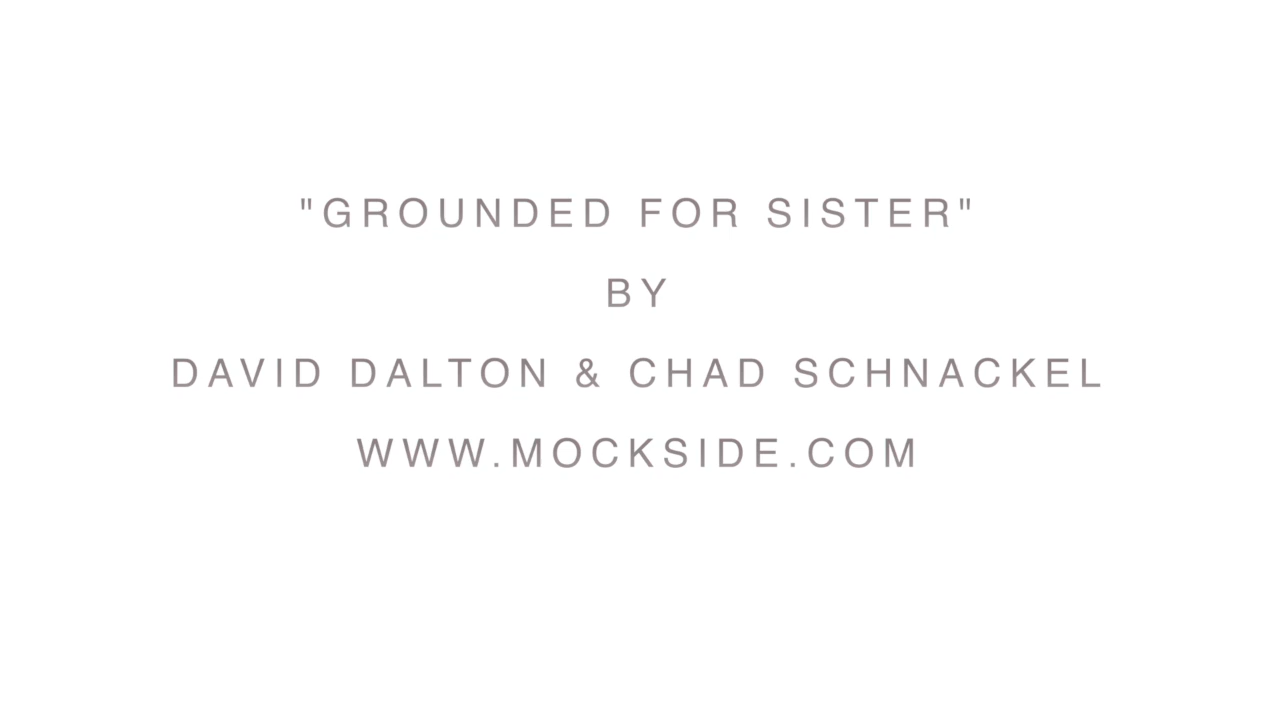 "GROUNDED FOR SISTER"
BY
DAVID DALTON & CHAD SCHNACKEL
WWW.MOCKSIDE.COM